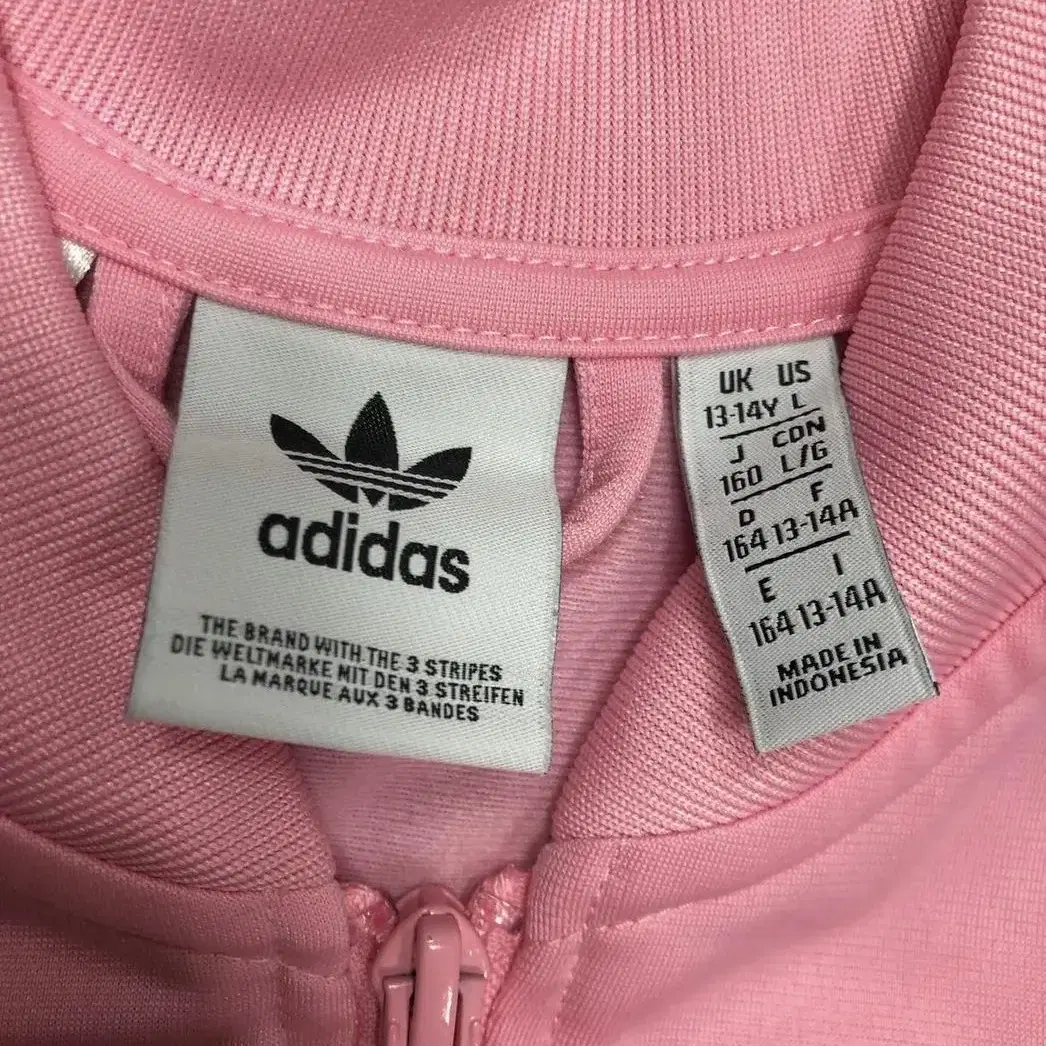 adidas
THE BRAND WITH THE 3 STRIPES
DIE WELTMARKE MIT DEN 3 STREIFEN
LA MARQUE AUX 3 BANDES
UK US
13-14Y L
J CDN
160 L/G
D F
164 13-14A
E I
164 13-14A
MADE IN
INDONESIA